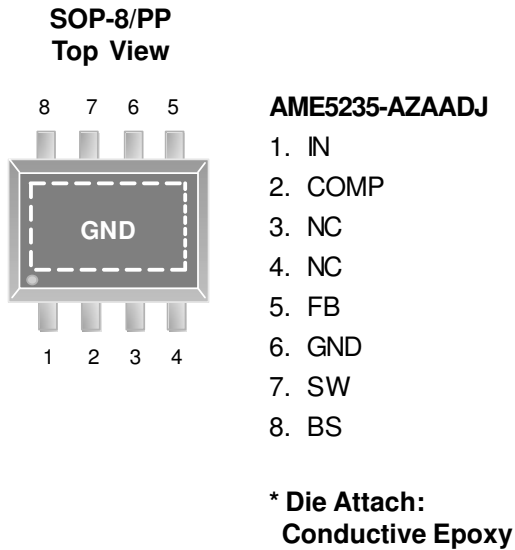 SOP-8/PP
Top View
8 7 6 5
GND
1 2 3 4
AME5235-AZAADJ
1. IN
2. COMP
3. NC
4. NC
5. FB
6. GND
7. SW
8. BS
* Die Attach:
Conductive Epoxy